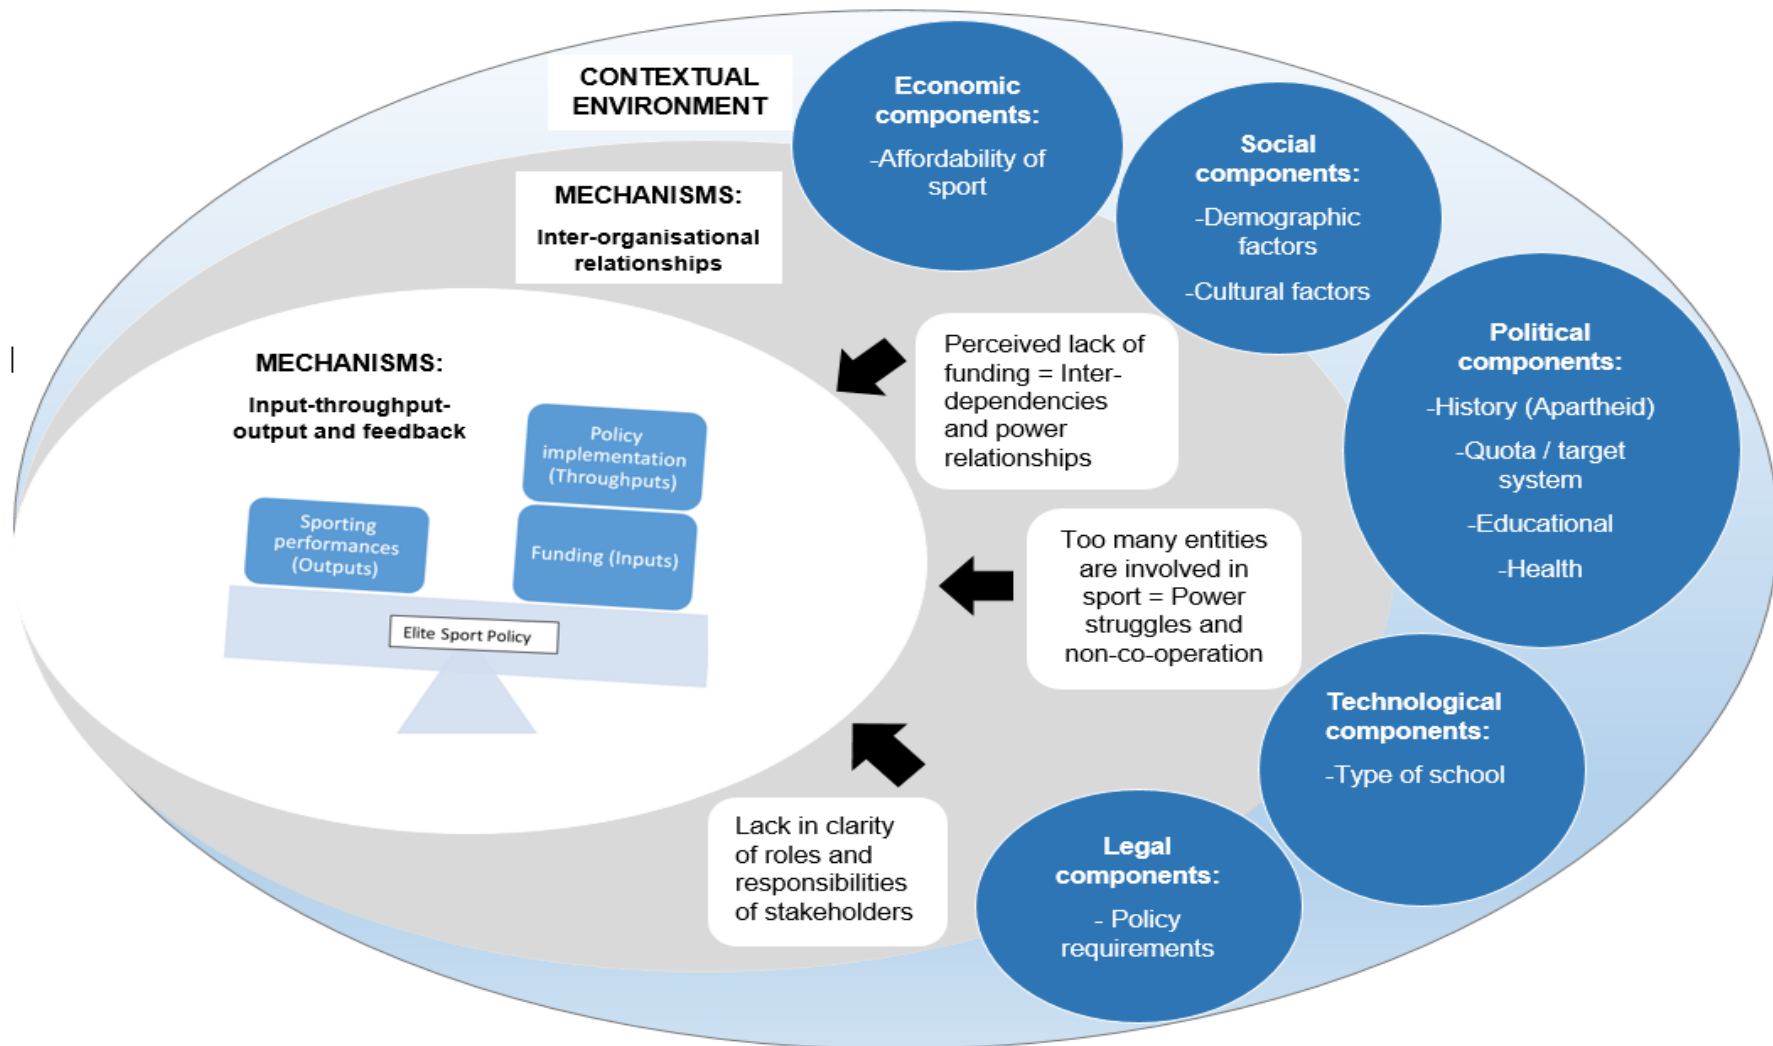 CONTEXTUAL
ENVIRONMENT
MECHANISMS:
Inter-organisational
relationships
MECHANISMS:
Input-throughput-
output and feedback
Policy
implementation
(Throughputs)
Sporting
performances
(Outputs)
Funding (Inputs)
Elite Sport Policy
Economic
components:
-Affordability of
sport
Social
components:
-Demographic
factors
-Cultural factors
Political
components:
-History (Apartheid)
-Quota / target
system
-Educational
-Health
Technological
components:
-Type of school
Legal
components:
- Policy
requirements
Perceived lack of
funding = Inter-
dependencies
and power
relationships
Too many entities
are involved in
sport = Power
struggles and
non-co-operation
Lack in clarity
of roles and
responsibilities
of stakeholders